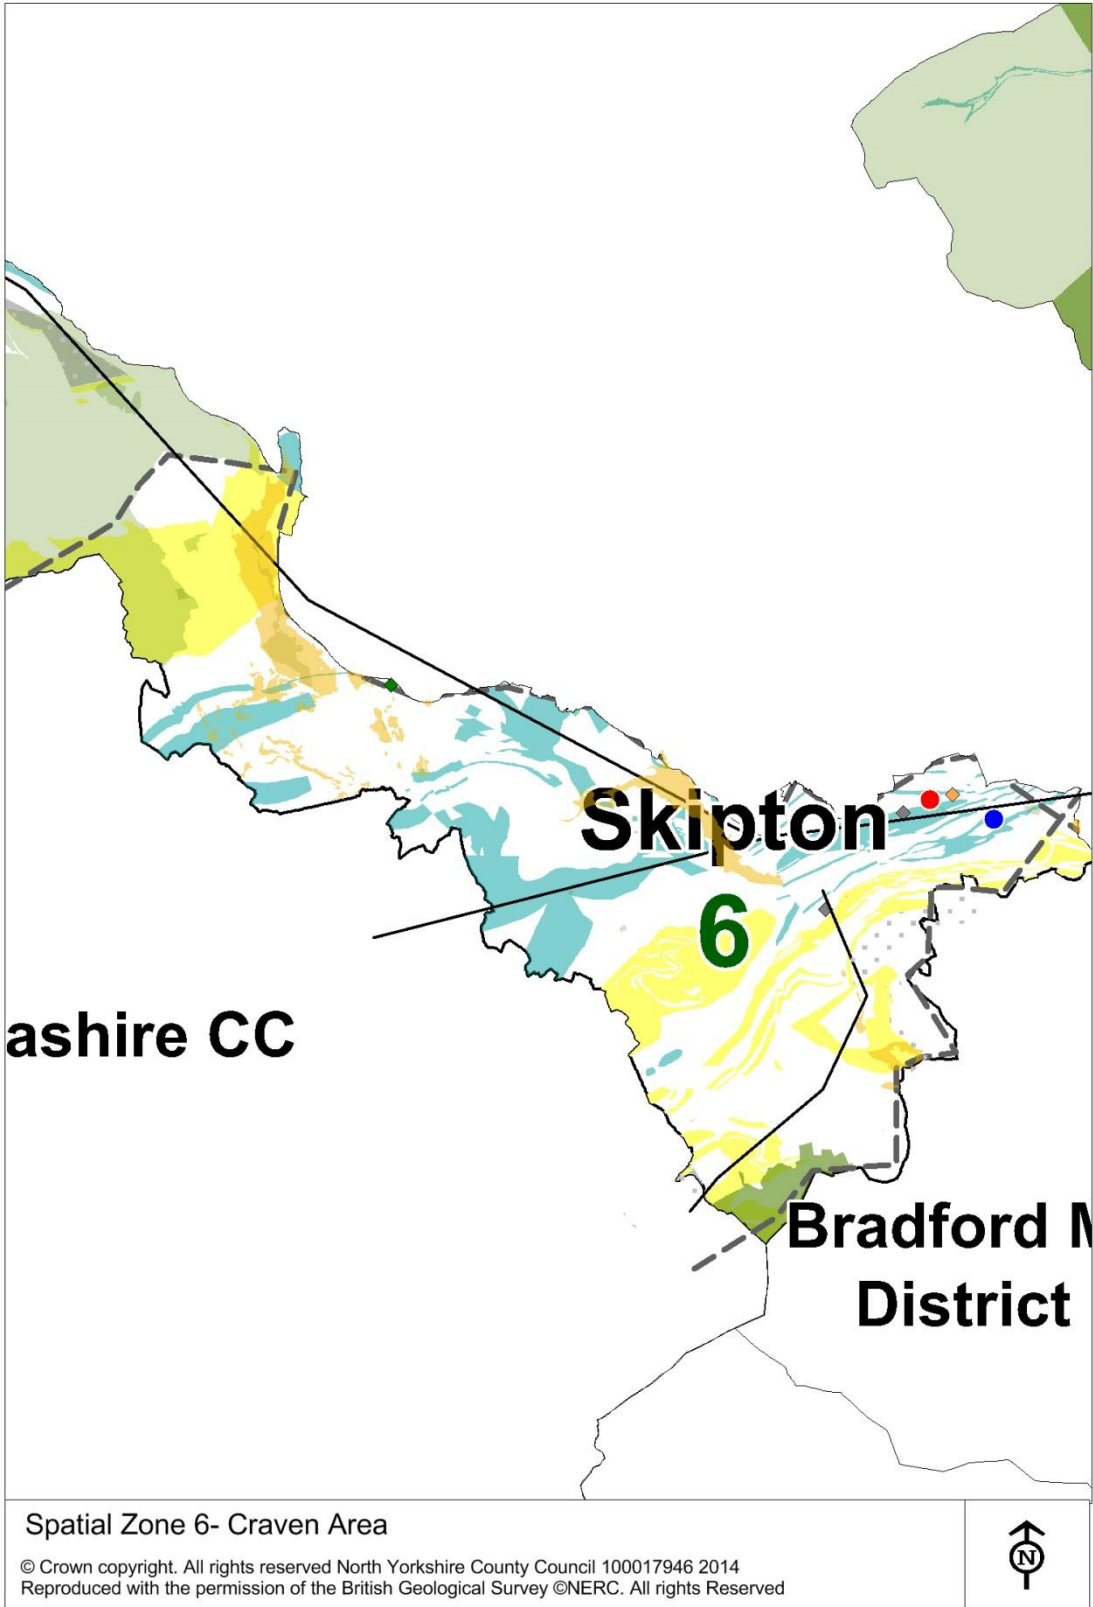 Skipton
6
ashire CC
Bradford M
District
Spatial Zone 6- Craven Area
© Crown copyright. All rights reserved North Yorkshire County Council 100017946 2014
Reproduced with the permission of the British Geological Survey ©NERC. All rights Reserved
N